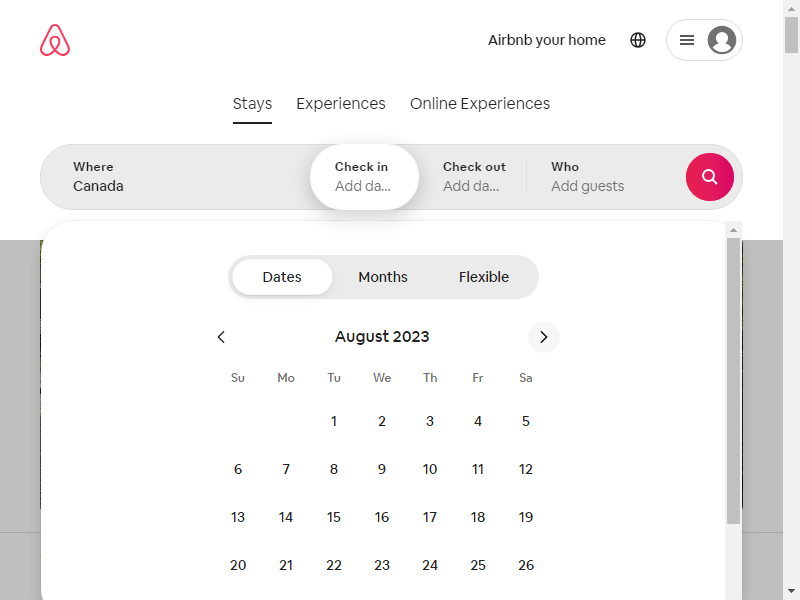 Airbnb your home
Stays Experiences Online Experiences
Where Check in Check out Who
Canada Add da... Add da... Add guests
Dates Months Flexible
August 2023
Su Mo Tu We Th Fr Sa
1 2 3 4 5
6 7 8 9 10 11 12
13 14 15 16 17 18 19
20 21 22 23 24 25 26